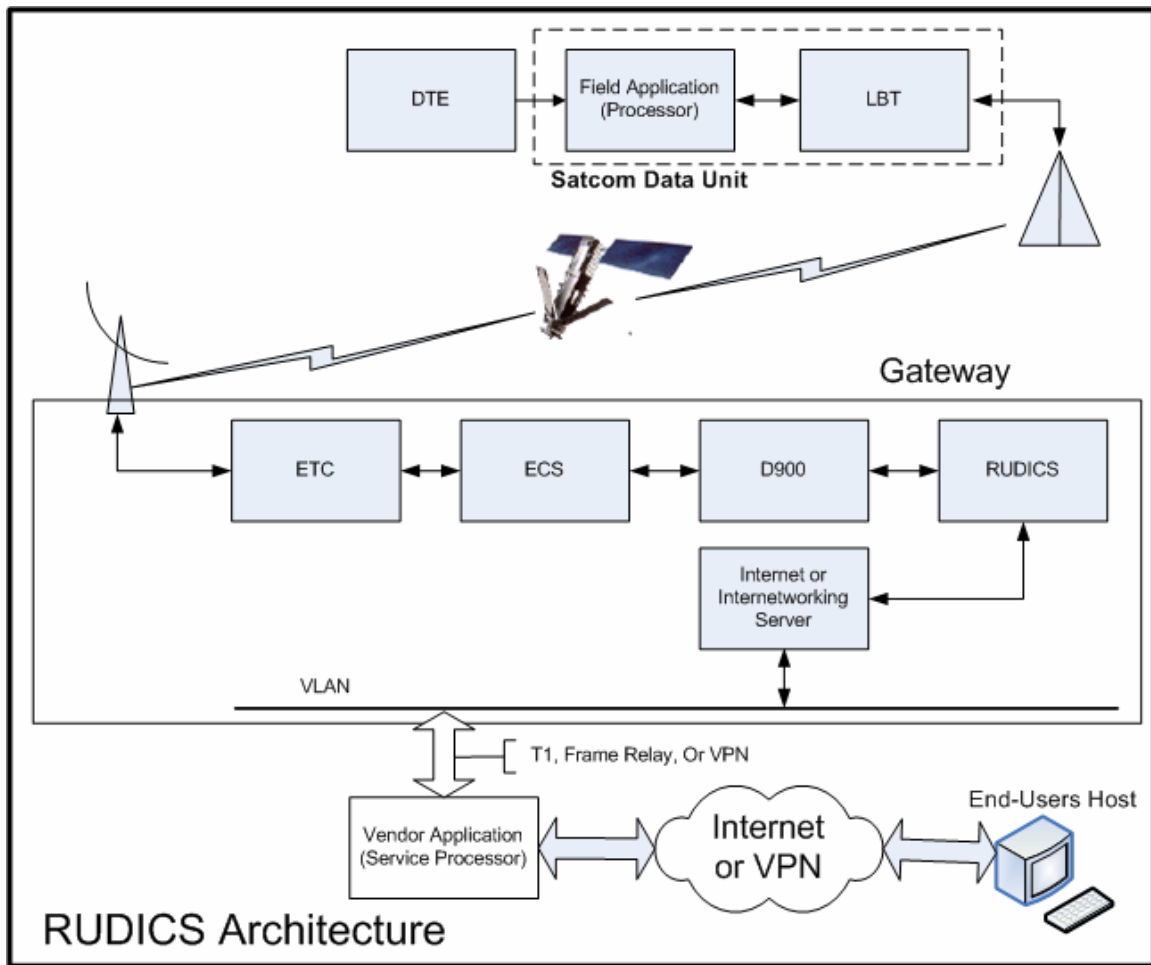 DTE
Field Application
(Processor)
LBT
Satcom Data Unit
Gateway
ETC
ECS
D900
RUDICS
Internet or
Internetworking
Server
VLAN
T1, Frame Relay, Or VPN
Vendor Application
(Service Processor)
Internet
or VPN
End-Users Host
RUDICS Architecture